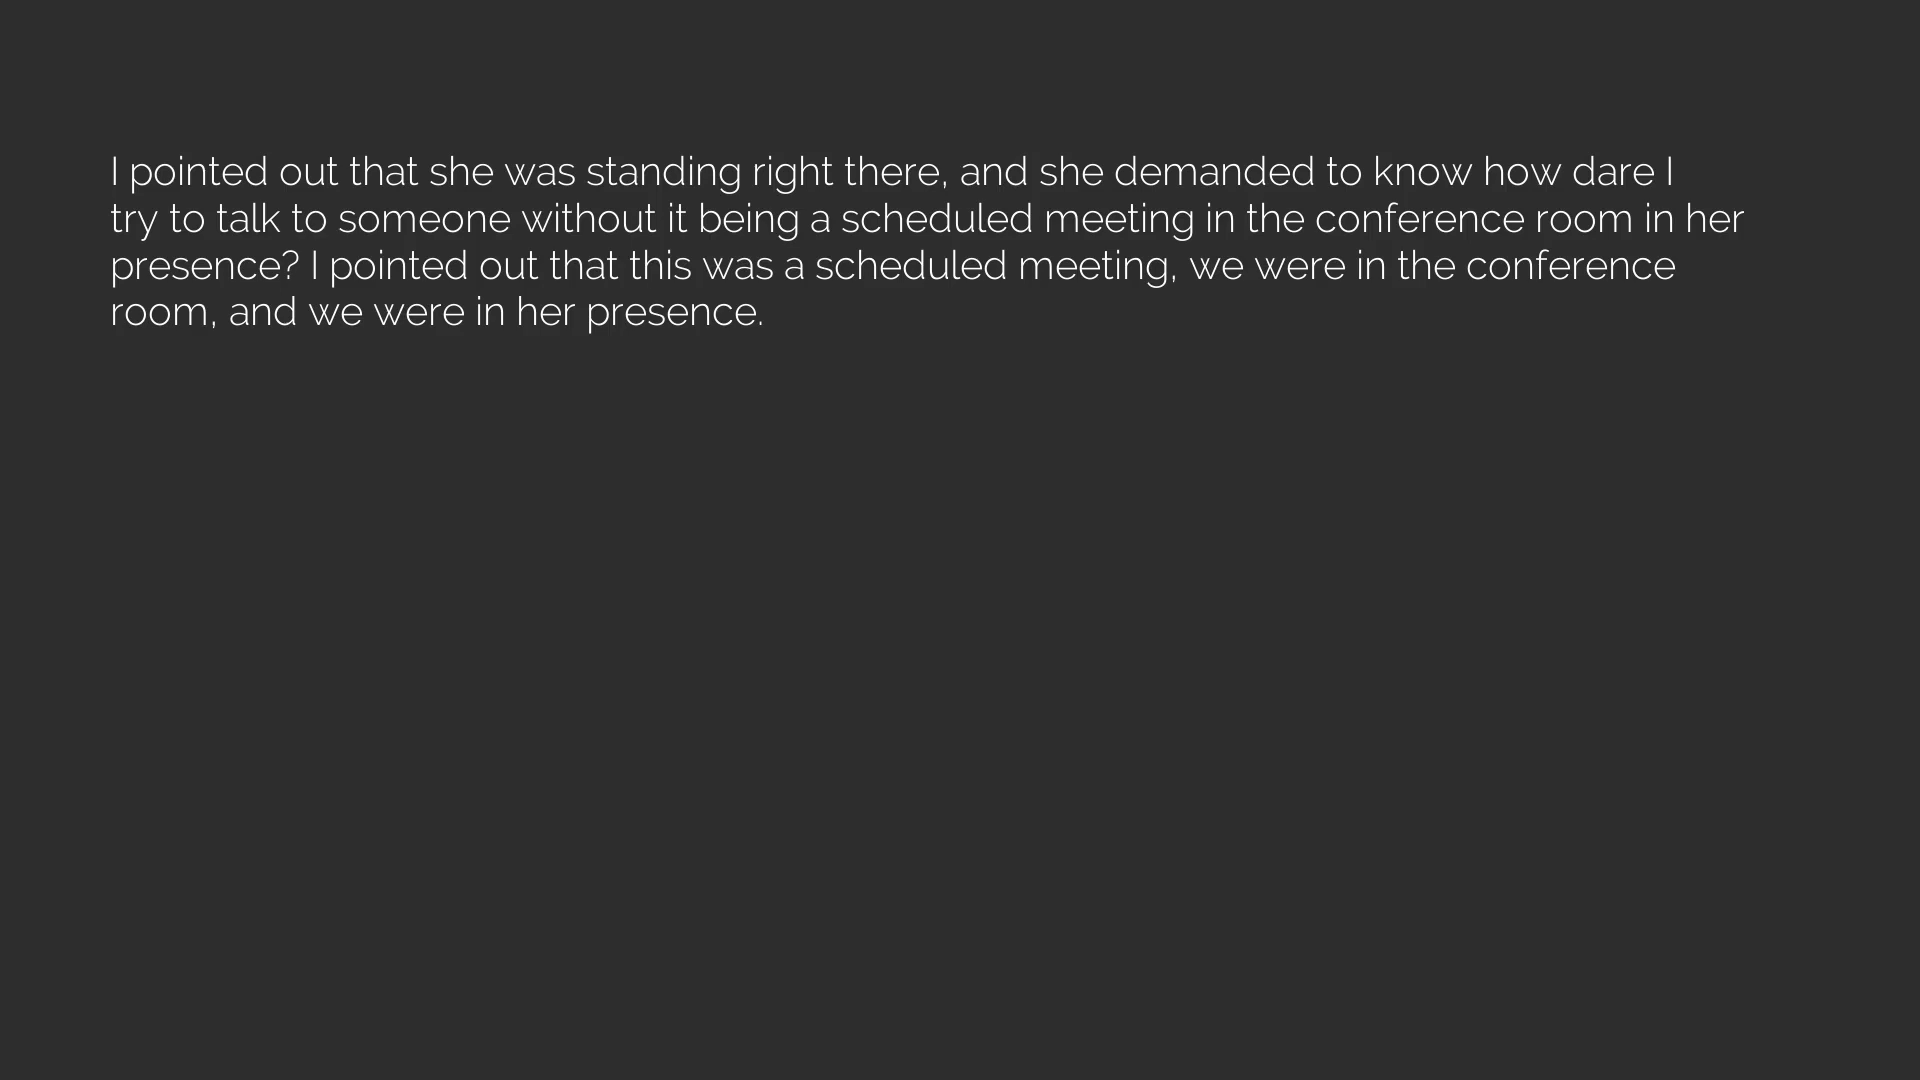 I pointed out that she was standing right there, and she demanded to know how dare I
try to talk to someone without it being a scheduled meeting in the conference room in her
presence? I pointed out that this was a scheduled meeting, we were in the conference
room, and we were in her presence.